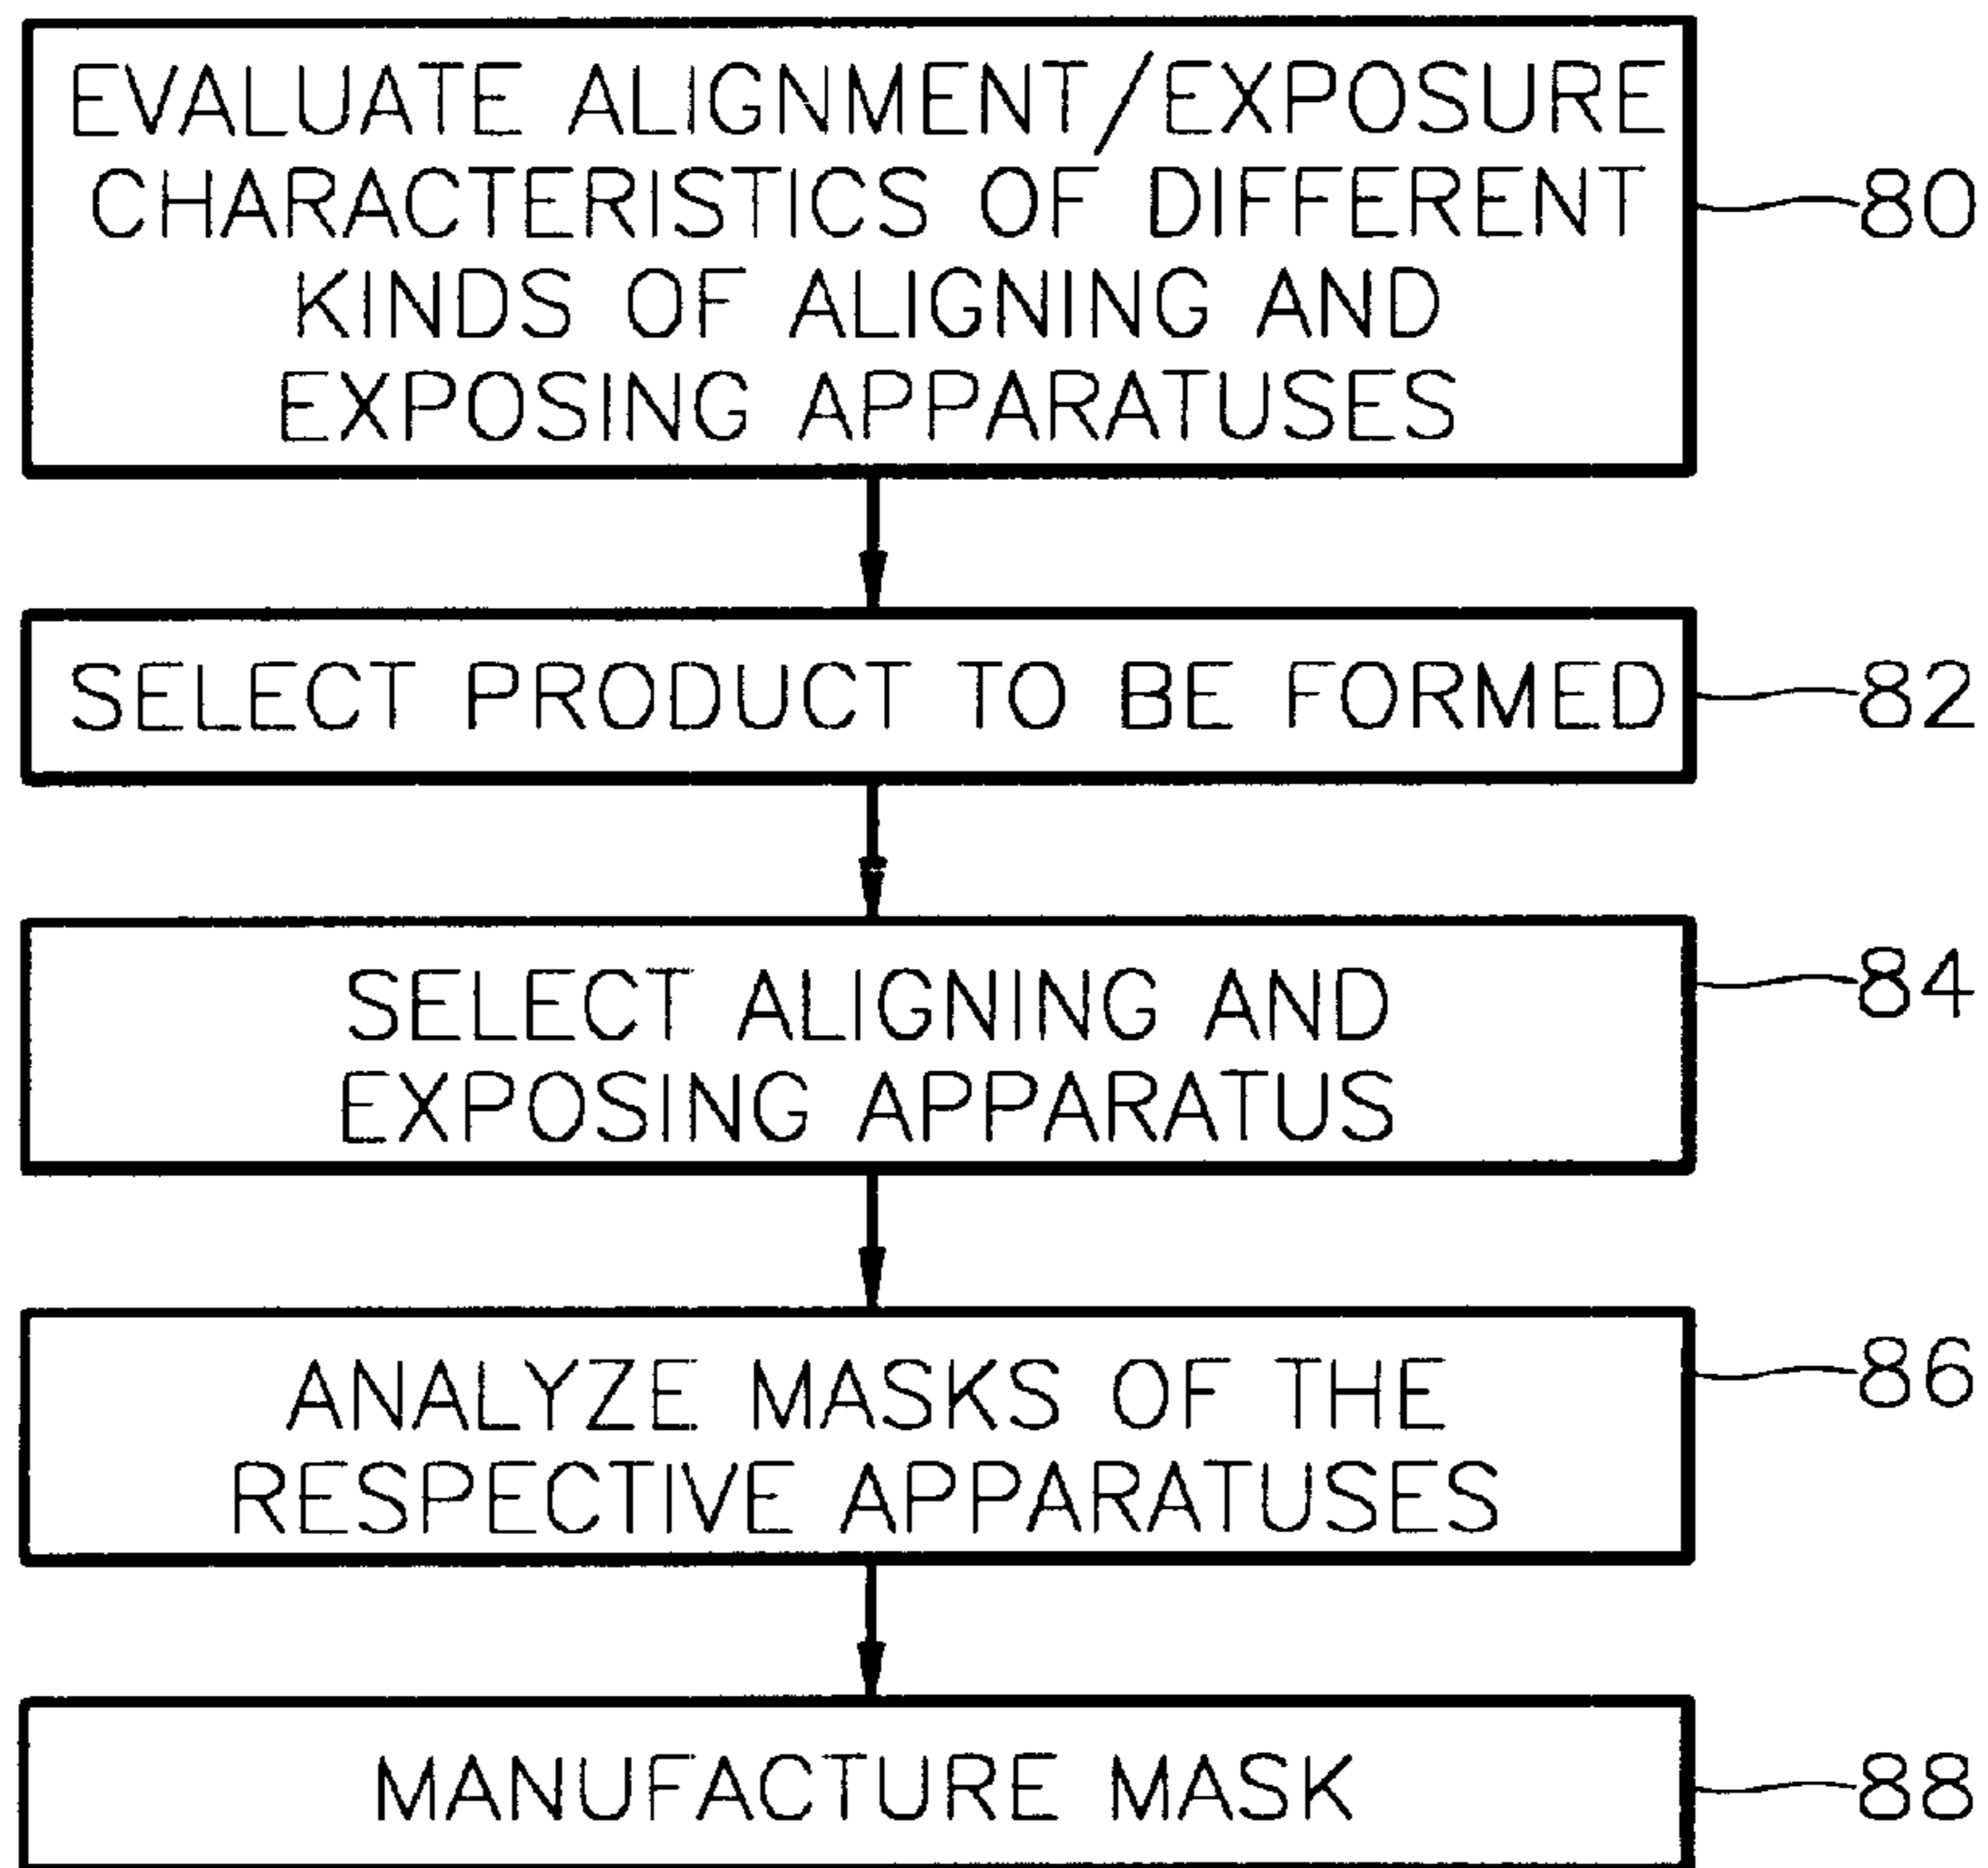 EVALUATE ALIGNMENT/EXPOSURE
CHARACTERISTICS OF DIFFERENT
KINDS OF ALIGNING AND
EXPOSING APPARATUSES
80
SELECT PRODUCT TO BE FORMED
82
SELECT ALIGNING AND
EXPOSING APPARATUS
84
ANALYZE MASKS OF THE
RESPECTIVE APPARATUSES
86
MANUFACTURE MASK
88